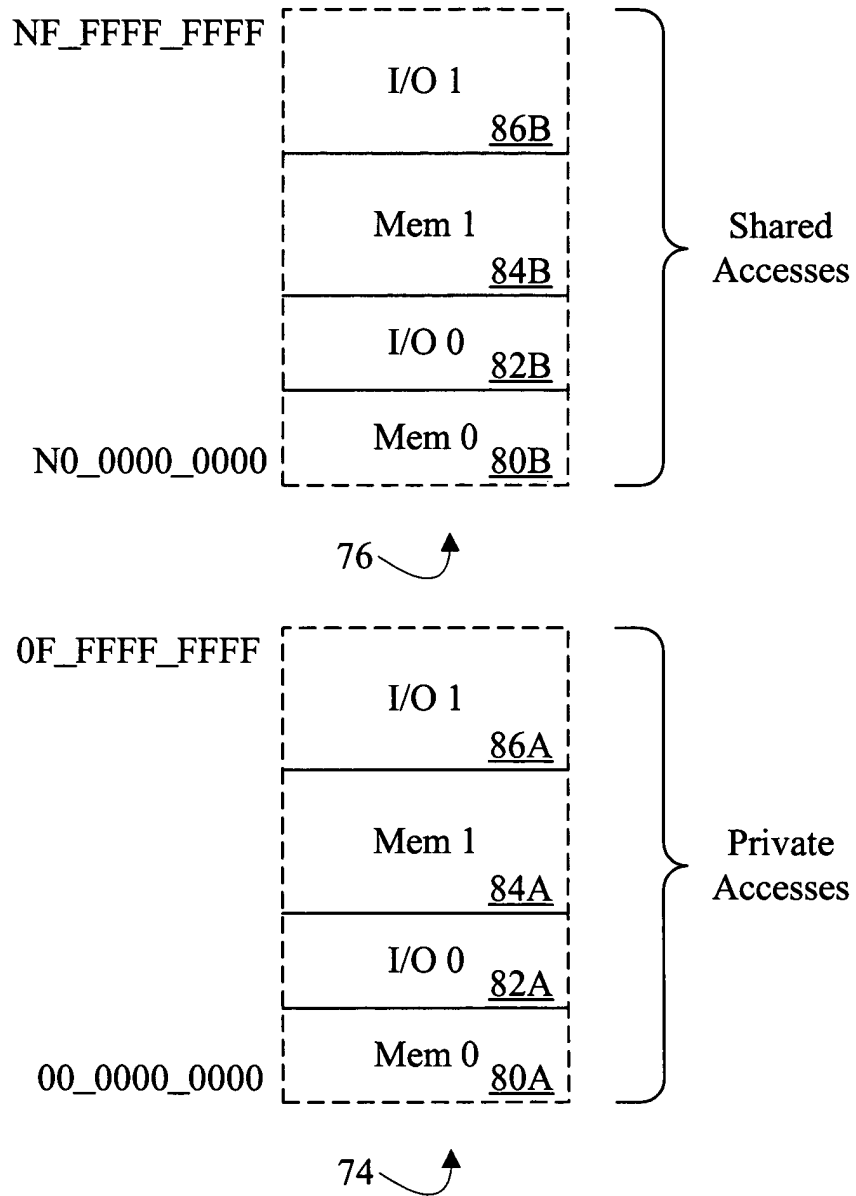 NF_FFFF_FFFF
I/O 1
86B
Mem 1
84B
Shared
Accesses
I/O 0
82B
Mem 0
80B
N0_0000_0000
76
0F_FFFF_FFFF
I/O 1
86A
Mem 1
84A
Private
Accesses
I/O 0
82A
Mem 0
80A
00_0000_0000
74